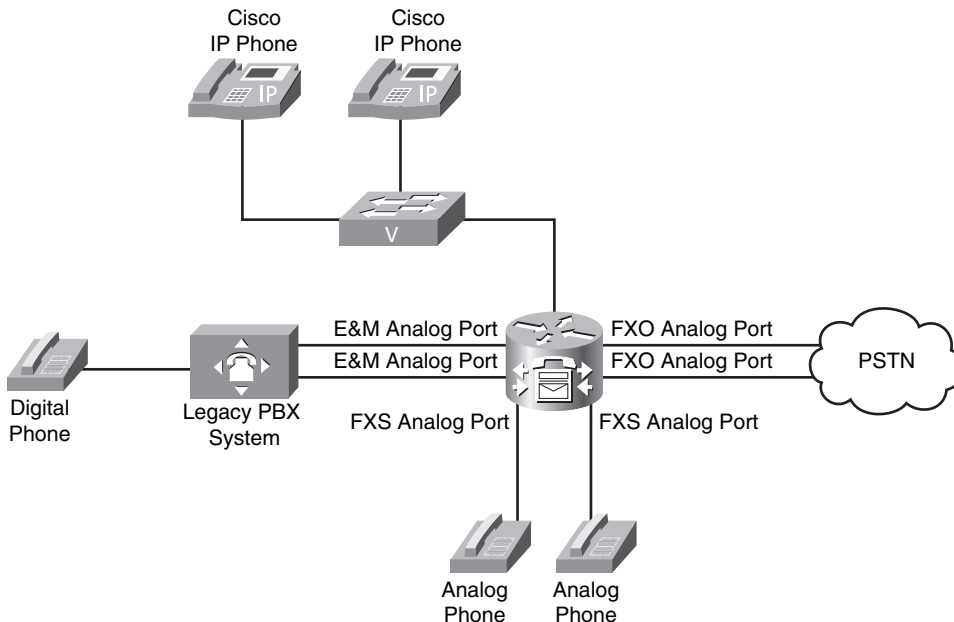 Cisco
IP Phone
Cisco
IP Phone
IP
IP
V
E&M Analog Port
FXO Analog Port
E&M Analog Port
FXO Analog Port
PSTN
Digital
Phone
Legacy PBX
System
FXS Analog Port
FXS Analog Port
Analog
Phone
Analog
Phone